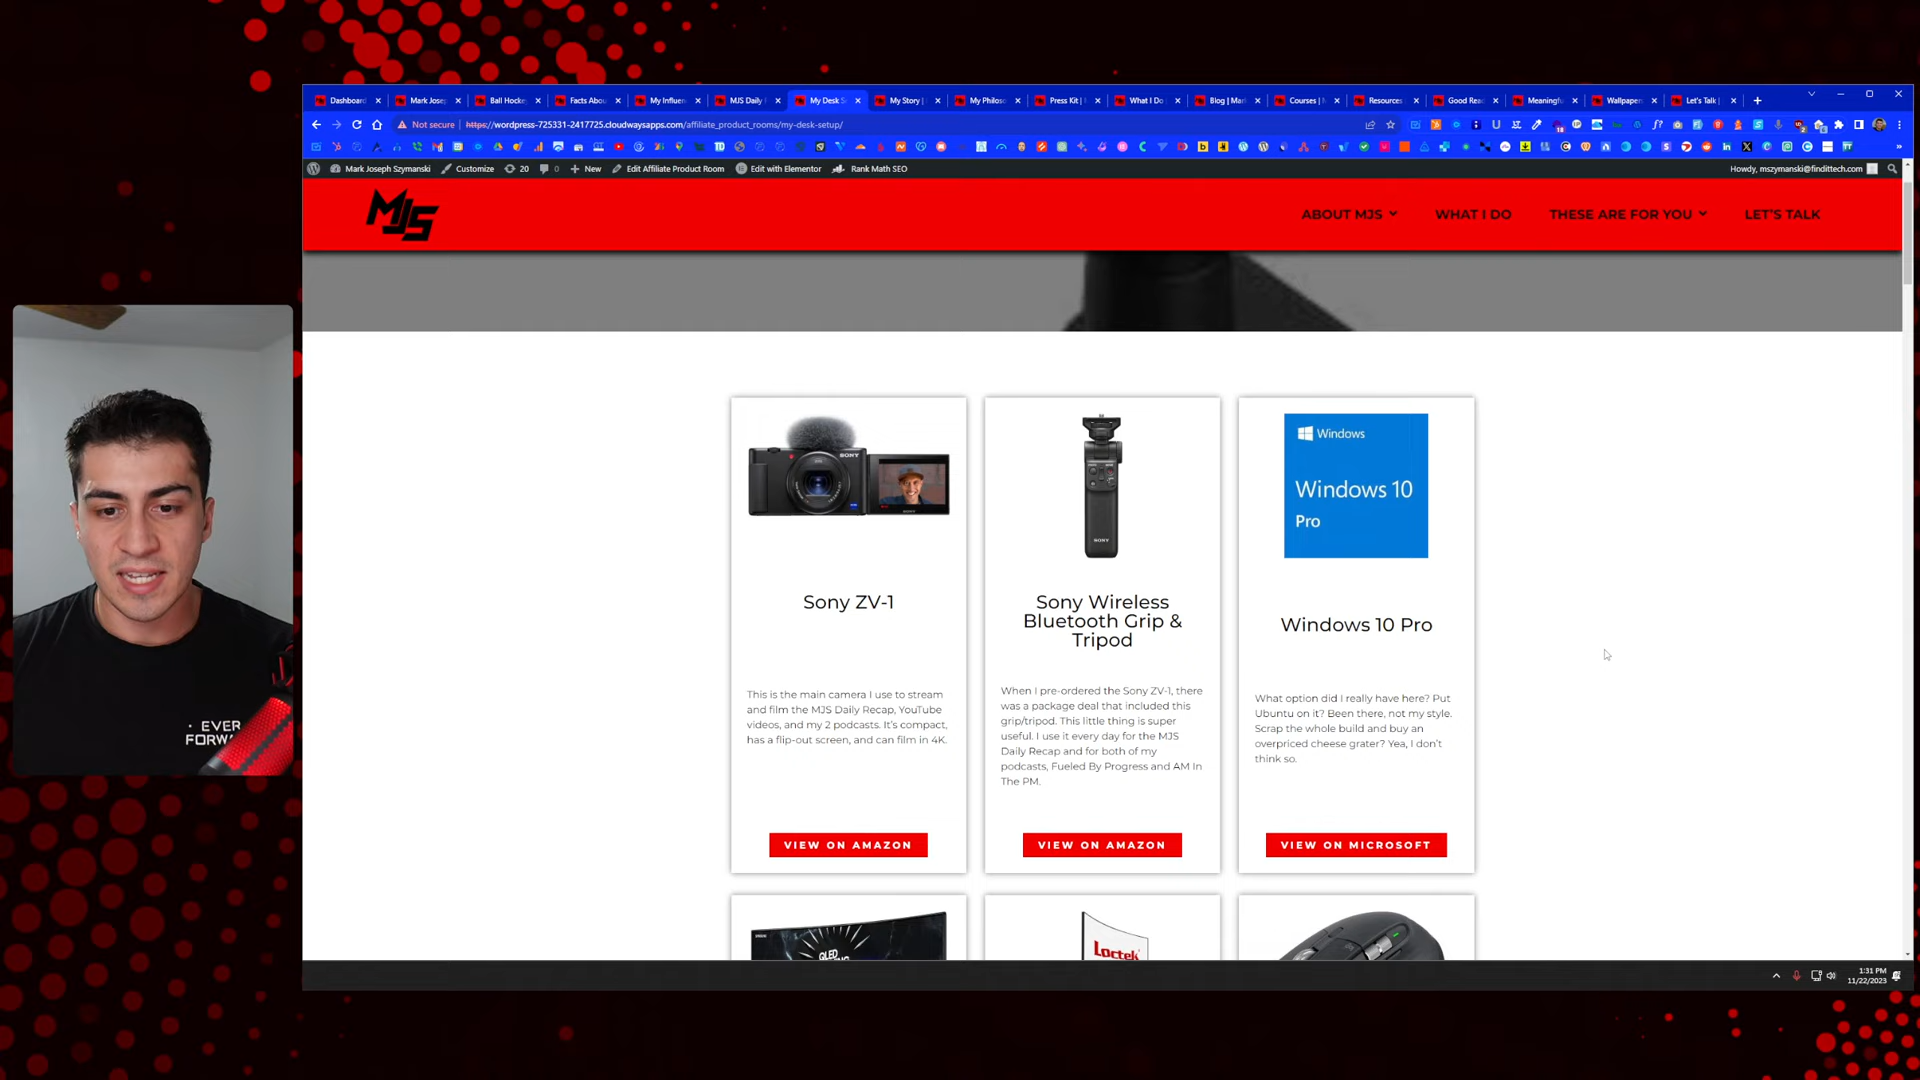 Dashboard
Mark Josep
Ball Hocke
Facts Abou
My Influen
MJS Daily
My Desk S
My Story |
My Philoso
Press Kit |
What I Do
Blog | Mar
Courses | M
Resources
Good Rea
Meaningfu
Wallpaper
Let's Talk |
Not secure
https://wordpress-725331-2417725.cloudwaysapps.com/affiliate_product_rooms/my-desk-setup/
Mark Joseph Szymanski
Customize
20
0
New
Edit Affiliate Product Room
Edit with Elementor
Rank Math SEO
Howdy, mszymanski@findittech.com
MJS
ABOUT MJS
WHAT I DO
THESE ARE FOR YOU
LET'S TALK
SONY
Sony ZV-1
This is the main camera I use to stream
and film the MJS Daily Recap, YouTube
videos, and my 2 podcasts. It's compact,
has a flip-out screen, and can film in 4K.
VIEW ON AMAZON
SONY
Sony Wireless
Bluetooth Grip &
Tripod
When I pre-ordered the Sony ZV-1, there
was a package deal that included this
grip/tripod. This little thing is super
useful. I use it every day for the MJS
Daily Recap and for both of my
podcasts, Fueled By Progress and AM In
The PM.
VIEW ON AMAZON
Windows
Windows 10
Pro
Windows 10 Pro
What option did I really have here? Put
Ubuntu on it? Been there, not my style.
Scrap the whole build and buy an
overpriced cheese grater? Yea, I don't
think so.
VIEW ON MICROSOFT
QLED
Loctek
EVER
FORWA
1:31 PM
11/22/2023